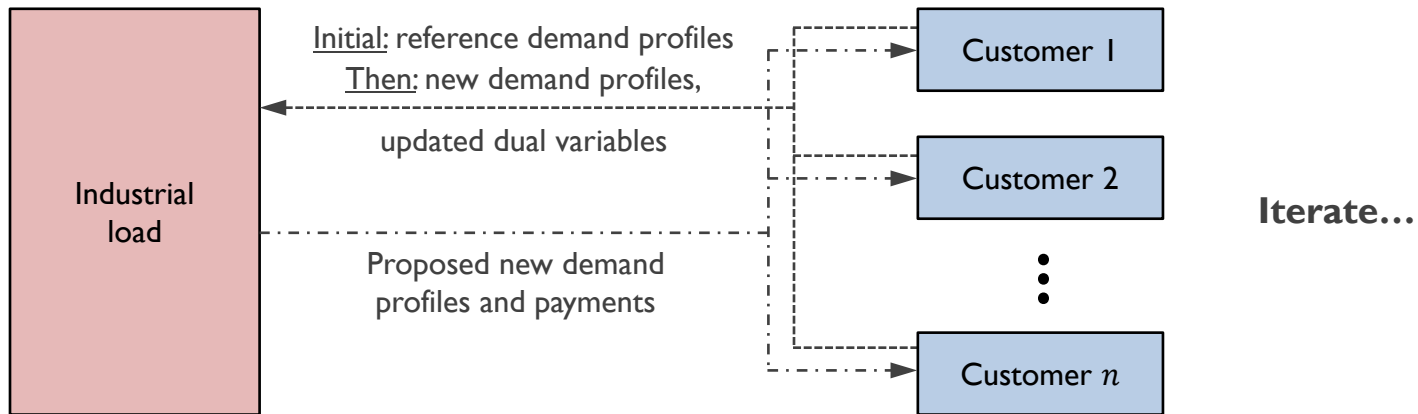 Industrial
load
Initial: reference demand profiles
Then: new demand profiles,
updated dual variables
Proposed new demand
profiles and payments
Customer 1
Customer 2
Customer n
Iterate…